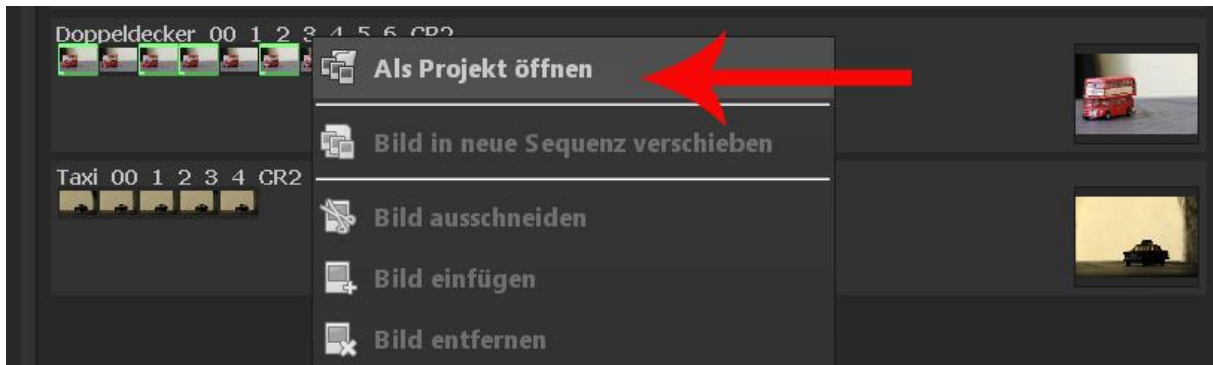 Doppeldecker 00 1 2 3 4 5 6 CR2
Als Projekt öffnen
Bild in neue Sequenz verschieben
Taxi 00 1 2 3 4 CR2
Bild ausschneiden
Bild einfügen
Bild entfernen